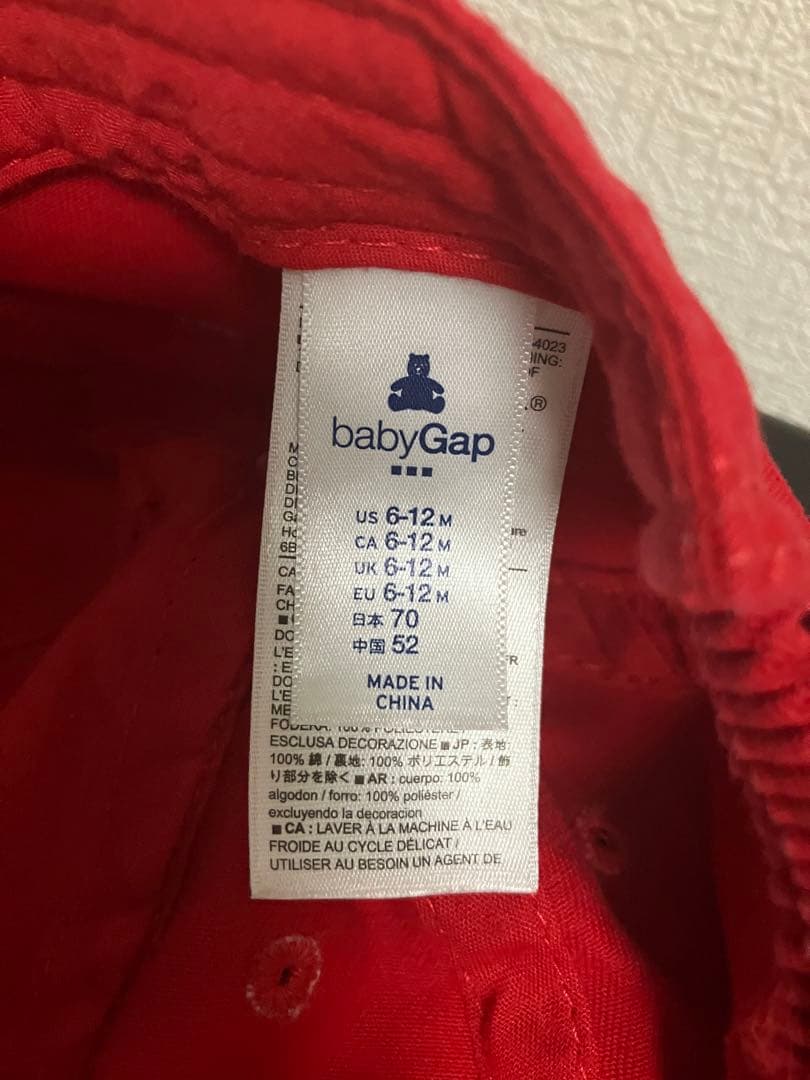 babyGap
US 6-12 M
CA 6-12 M
UK 6-12 M
EU 6-12 M
日本 70
中国 52
MADE IN
CHINA
4023
ESCLUSA DECORAZIONE ■ JP : 表地:
100% 綿 / 裏地: 100% ポリエステル / 飾
り部分を除く ■ AR : cuerpo: 100%
algodon / forro: 100% poliéster /
excluyendo la decoracion
■ CA : LAVER À LA MACHINE À L'EAU
FROIDE AU CYCLE DÉLICAT /
UTILISER AU BESOIN UN AGENT DE